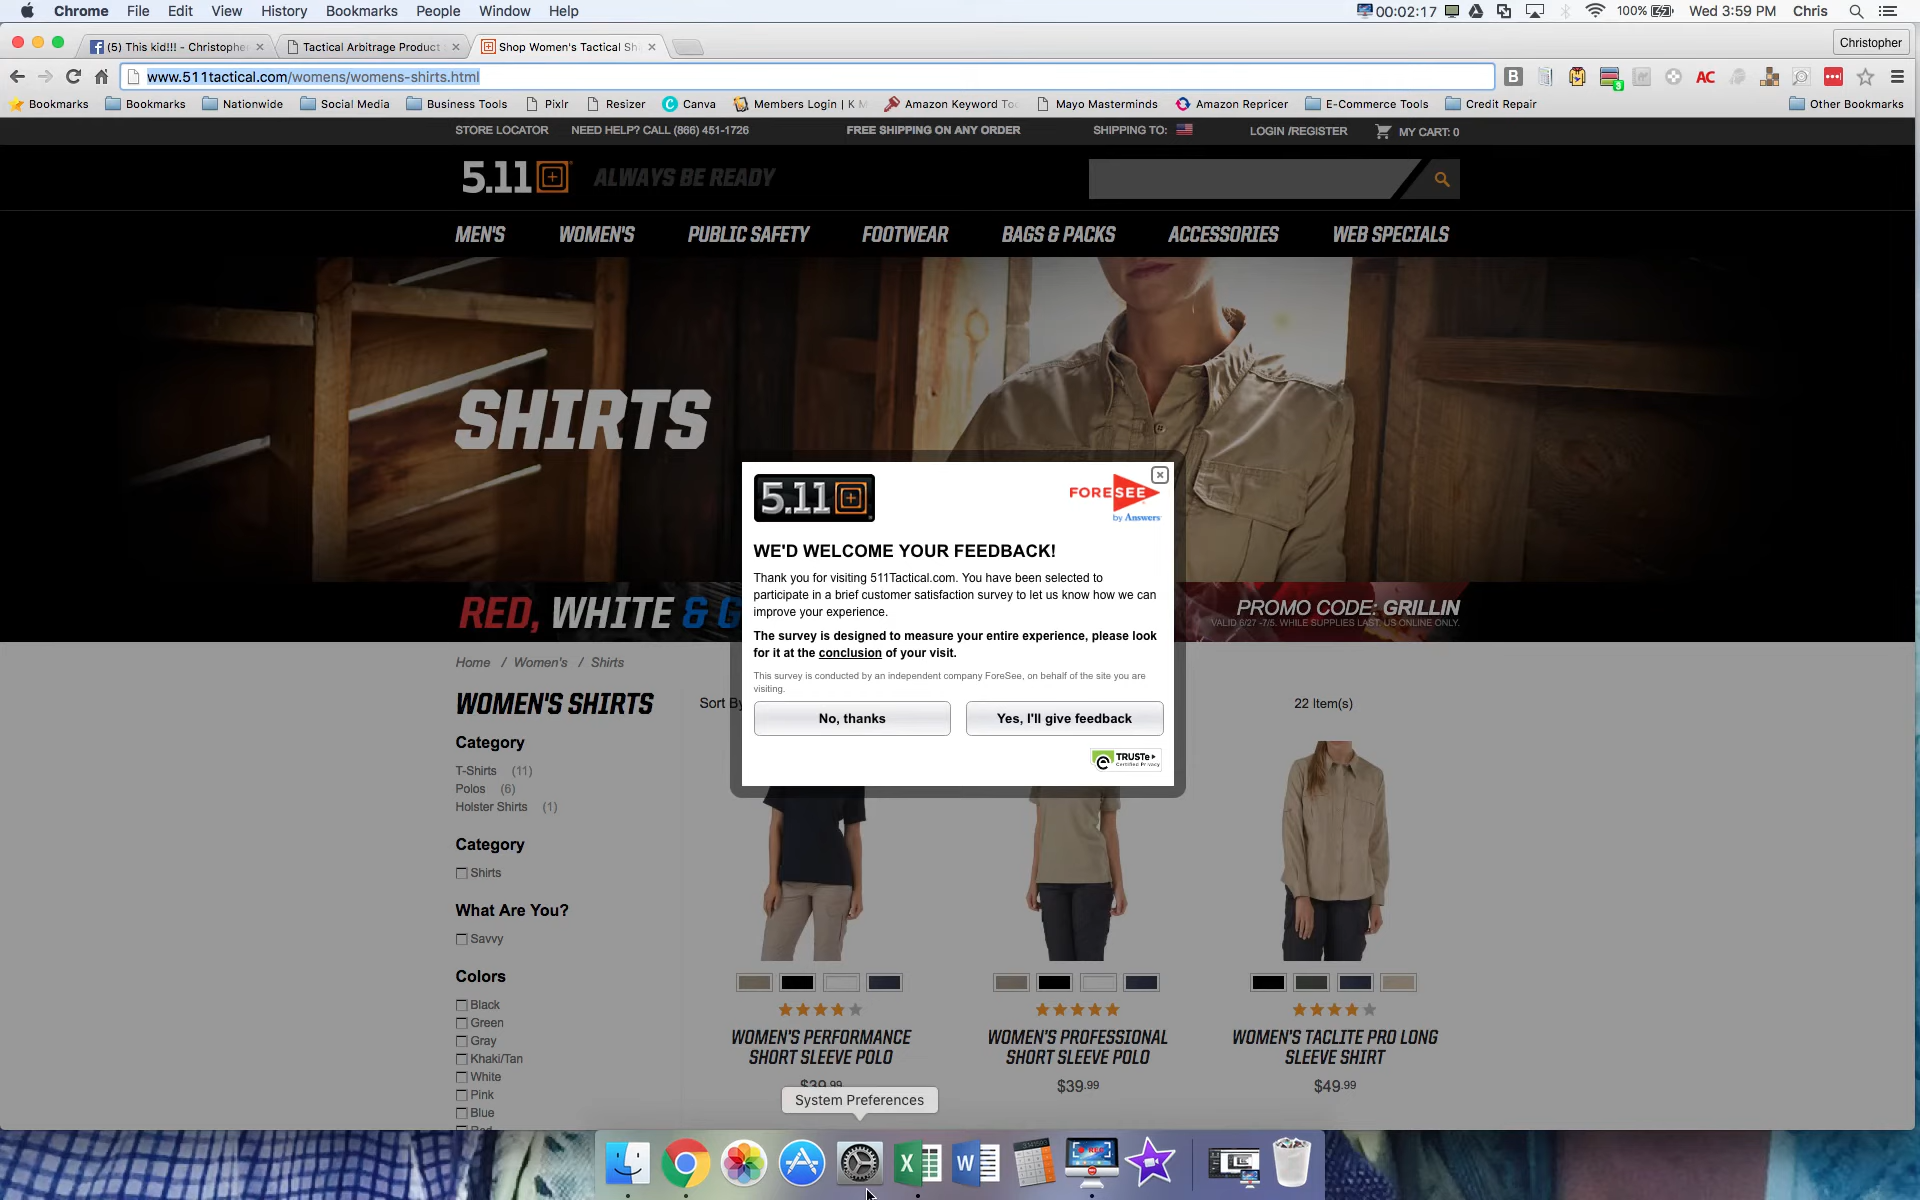 Chrome File Edit View History Bookmarks People Window Help 00:02:17 100% Wed 3:59 PM Chris
(5) This kid!!! - Christophe
Tactical Arbitrage Product
Shop Women's Tactical Sh
Christopher
www.511tactical.com/womens/womens-shirts.html
Bookmarks Bookmarks Nationwide Social Media Business Tools Pixlr Resizer Canva Members Login | K M Amazon Keyword To Mayo Masterminds Amazon Repricer E-Commerce Tools Credit Repair Other Bookmarks
STORE LOCATOR NEED HELP? CALL (866) 451-1726 FREE SHIPPING ON ANY ORDER SHIPPING TO: LOGIN /REGISTER MY CART: 0
5.11 ALWAYS BE READY
MEN'S WOMEN'S PUBLIC SAFETY FOOTWEAR BAGS & PACKS ACCESSORIES WEB SPECIALS
SHIRTS
5.11
FORESEE
by Answers
WE'D WELCOME YOUR FEEDBACK!
Thank you for visiting 511Tactical.com. You have been selected to
participate in a brief customer satisfaction survey to let us know how we can
improve your experience.
The survey is designed to measure your entire experience, please look
for it at the conclusion of your visit.
This survey is conducted by an independent company ForeSee, on behalf of the site you are
visiting.
No, thanks
Yes, I'll give feedback
TRUSTe
Certified Privacy
RED, WHITE & G
PROMO CODE: GRILLIN
VALID 6/27 -7/5. WHILE SUPPLIES LAST. US ONLINE ONLY.
Home / Women's / Shirts
WOMEN'S SHIRTS
Sort By
22 Item(s)
Category
T-Shirts (11)
Polos (6)
Holster Shirts (1)
Category
Shirts
What Are You?
Savvy
Colors
Black
Green
Gray
Khaki/Tan
White
Pink
Blue
Red
WOMEN'S PERFORMANCE
SHORT SLEEVE POLO
$39.99
WOMEN'S PROFESSIONAL
SHORT SLEEVE POLO
$39.99
WOMEN'S TACLITE PRO LONG
SLEEVE SHIRT
$49.99
System Preferences